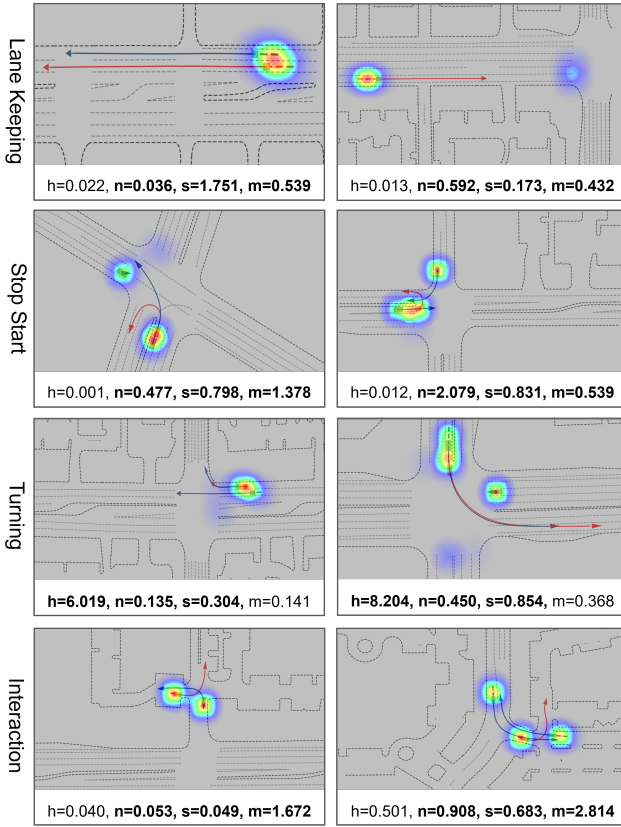 Lane Keeping
h=0.022, n=0.036, s=1.751, m=0.539
h=0.013, n=0.592, s=0.173, m=0.432
Stop Start
h=0.001, n=0.477, s=0.798, m=1.378
h=0.012, n=2.079, s=0.831, m=0.539
Turning
h=6.019, n=0.135, s=0.304, m=0.141
h=8.204, n=0.450, s=0.854, m=0.368
Interaction
h=0.040, n=0.053, s=0.049, m=1.672
h=0.501, n=0.908, s=0.683, m=2.814